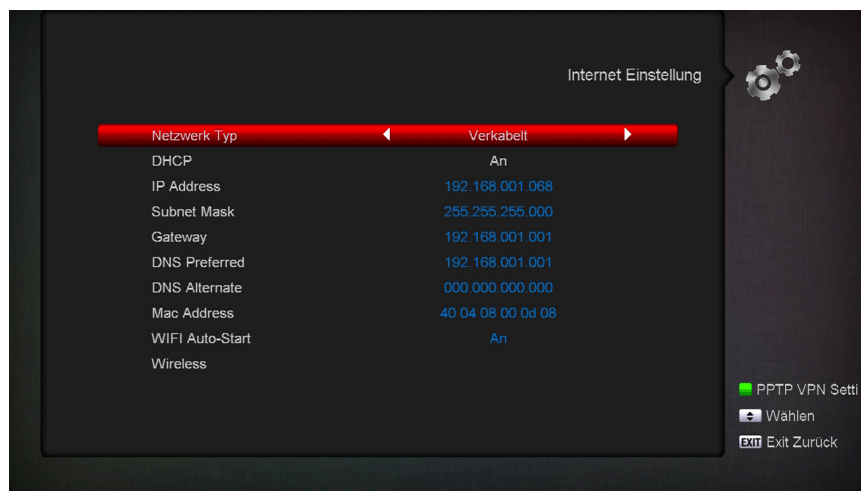 Internet Einstellung
Netzwerk Typ Verkabelt
DHCP An
IP Address 192.168.001.068
Subnet Mask 255.255.255.000
Gateway 192.168.001.001
DNS Preferred 192.168.001.001
DNS Alternate 000.000.000.000
Mac Address 40 04 08 00 0d 08
WIFI Auto-Start An
Wireless
PPTP VPN Setti
Wählen
EXIT Exit Zurück